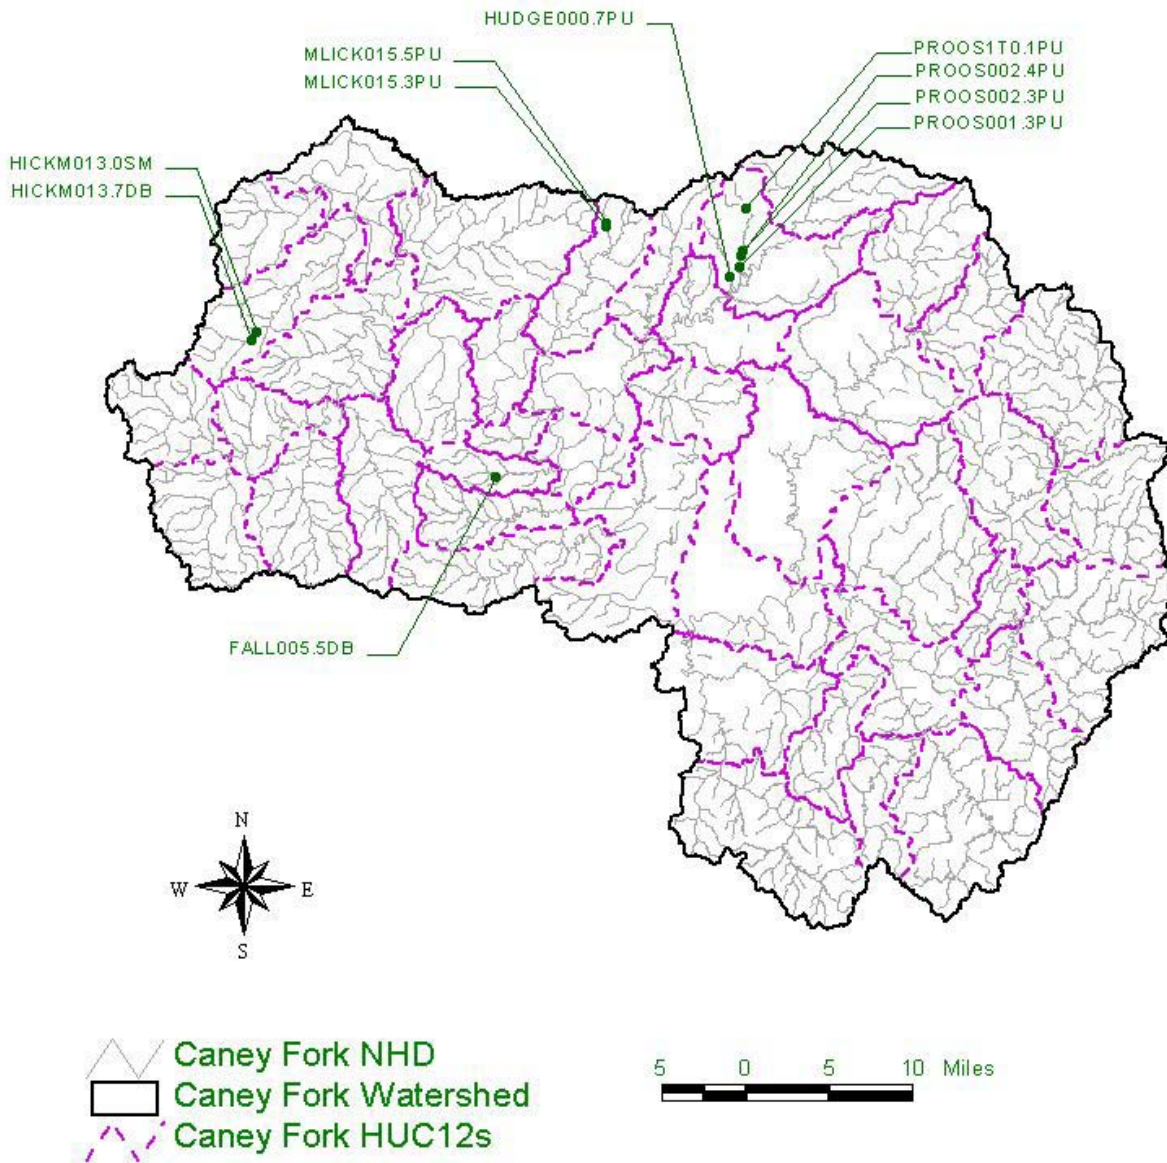 HUDGE000.7PU
MLICK015.5PU
MLICK015.3PU
PROOS1T0.1PU
PROOS002.4PU
PROOS002.3PU
PROOS001.3PU
HICKM013.0SM
HICKM013.7DB
FALL005.5DB
N
W E
S
Caney Fork NHD
Caney Fork Watershed
Caney Fork HUC12s
5 0 5 10 Miles